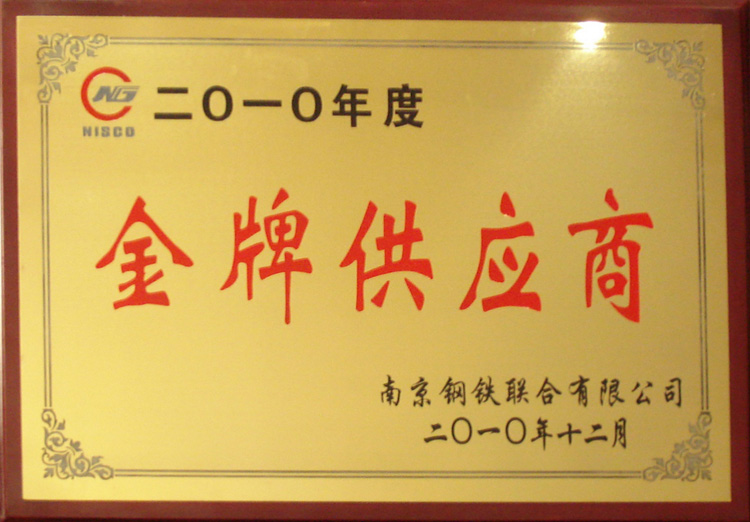 NG
NISCO
二〇一〇年度
金牌供应商
南京钢铁联合有限公司
二〇一〇年十二月